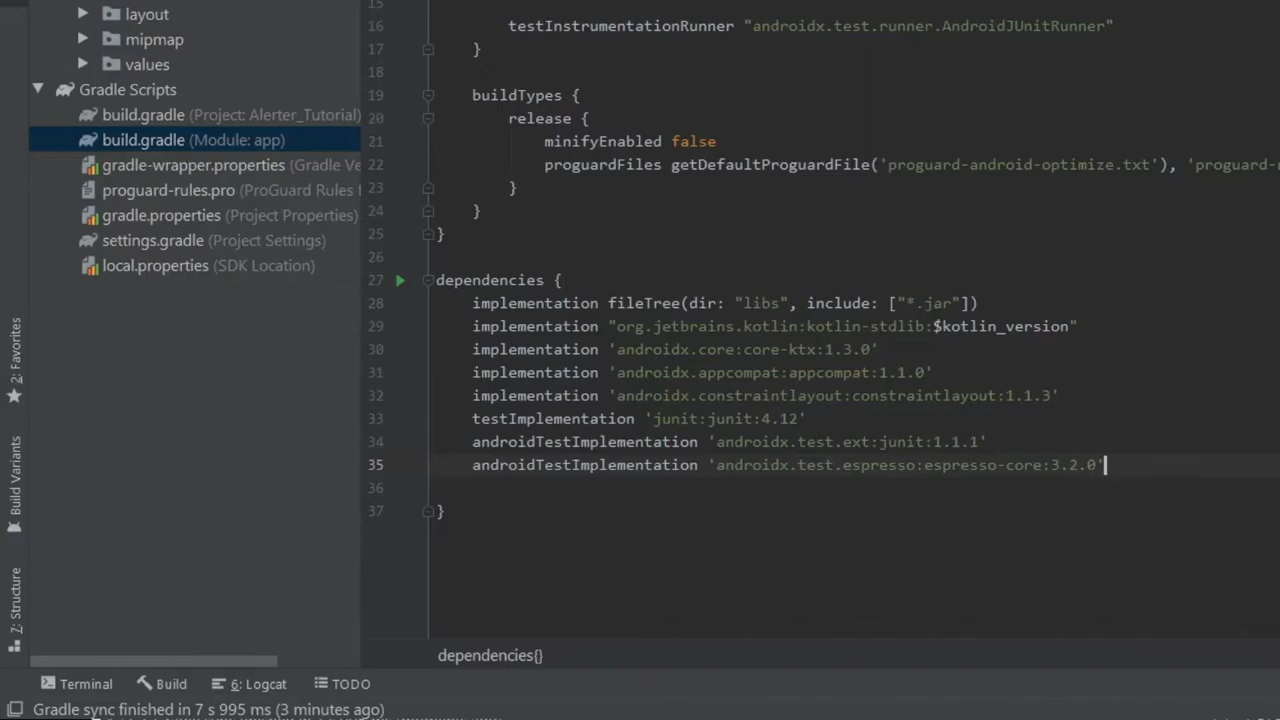 layout
mipmap
values
Gradle Scripts
build.gradle (Project: Alerter_Tutorial)
build.gradle (Module: app)
gradle-wrapper.properties (Gradle Ve
proguard-rules.pro (ProGuard Rules f
gradle.properties (Project Properties)
settings.gradle (Project Settings)
local.properties (SDK Location)
2: Favorites
Build Variants
7: Structure
15
16 testInstrumentationRunner "androidx.test.runner.AndroidJUnitRunner"
17 }
18
19 buildTypes {
20 release {
21 minifyEnabled false
22 proguardFiles getDefaultProguardFile('proguard-android-optimize.txt'), 'proguard-r
23 }
24 }
25 }
26
27 dependencies {
28 implementation fileTree(dir: "libs", include: ["*.jar"])
29 implementation "org.jetbrains.kotlin:kotlin-stdlib:$kotlin_version"
30 implementation 'androidx.core:core-ktx:1.3.0'
31 implementation 'androidx.appcompat:appcompat:1.1.0'
32 implementation 'androidx.constraintlayout:constraintlayout:1.1.3'
33 testImplementation 'junit:junit:4.12'
34 androidTestImplementation 'androidx.test.ext:junit:1.1.1'
35 androidTestImplementation 'androidx.test.espresso:espresso-core:3.2.0'
36
37 }
dependencies{}
Terminal Build 6: Logcat TODO
Gradle sync finished in 7 s 995 ms (3 minutes ago)